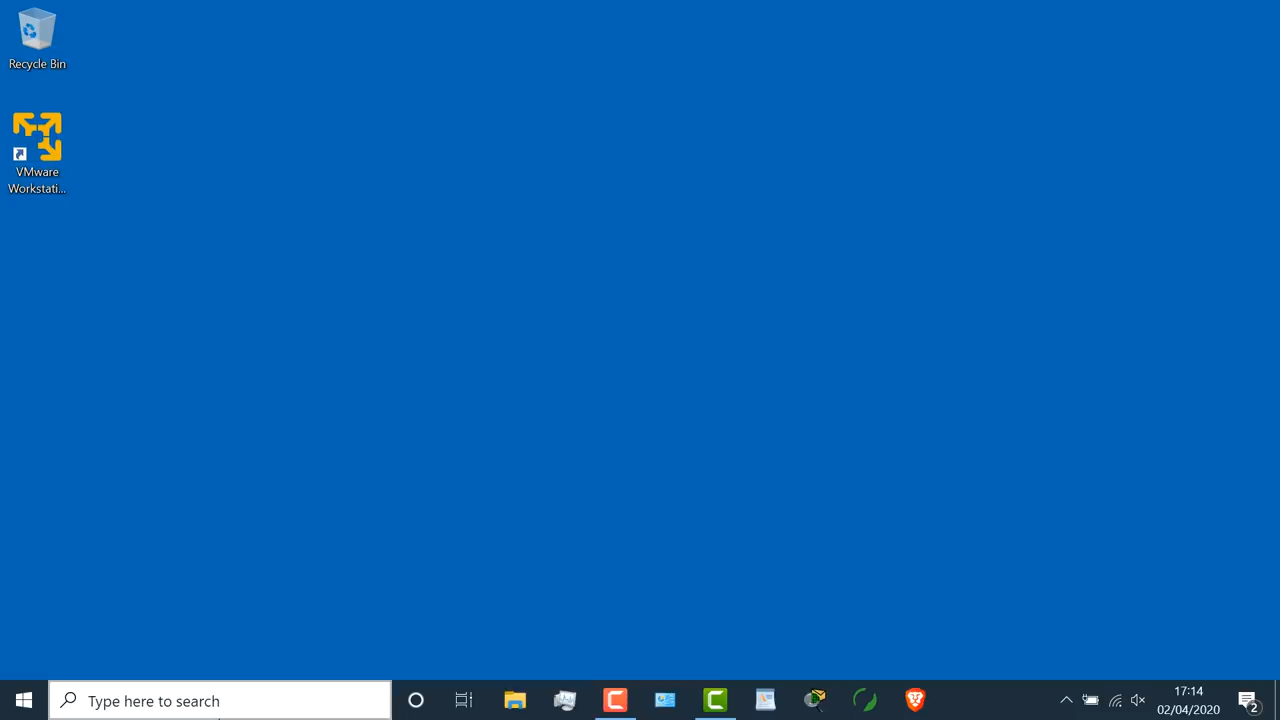 Recycle Bin
VMware
Workstati...
Type here to search
17:14
02/04/2020
2